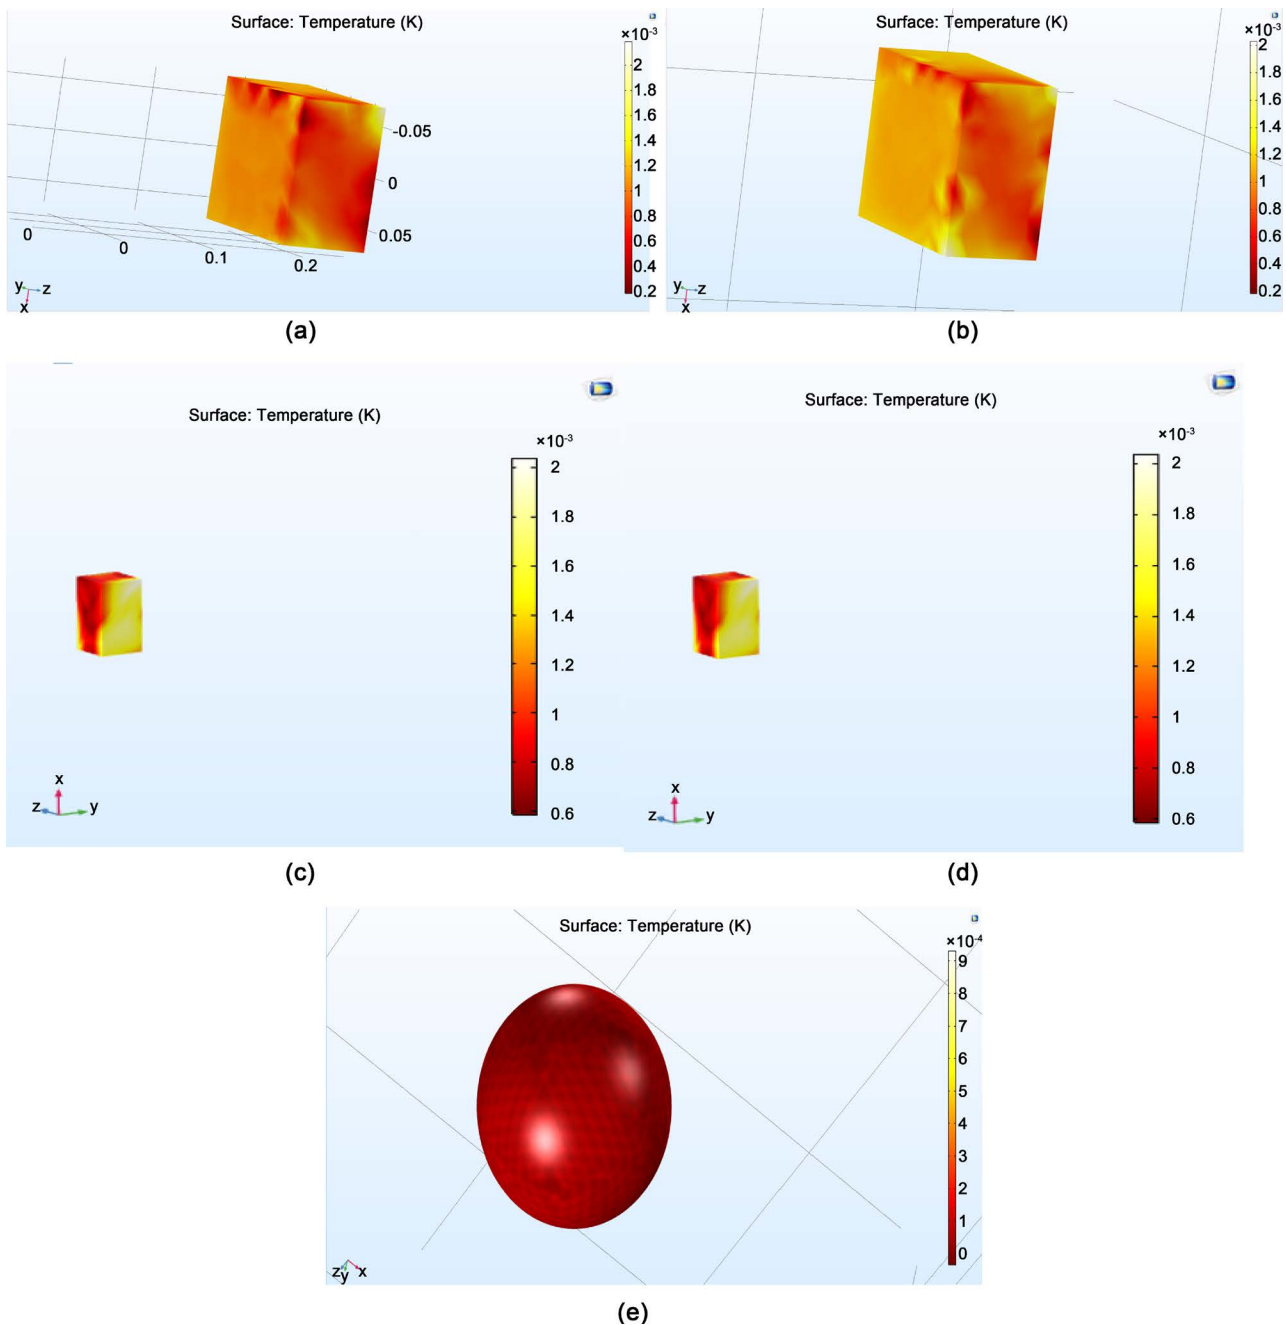 Surface: Temperature (K)
×10-3
2
1.8
1.6
1.4
1.2
1
0.8
0.6
0.4
0.2
-0.05
0
0.05
0
0
0.1
0.2
y
z
x
(a)
Surface: Temperature (K)
×10-3
2
1.8
1.6
1.4
1.2
1
0.8
0.6
0.4
0.2
y
z
x
(b)
Surface: Temperature (K)
×10-3
2
1.8
1.6
1.4
1.2
1
0.8
0.6
x
z
y
(c)
Surface: Temperature (K)
×10-3
2
1.8
1.6
1.4
1.2
1
0.8
0.6
x
z
y
(d)
Surface: Temperature (K)
×10-4
9
8
7
6
5
4
3
2
1
0
z
y
x
(e)